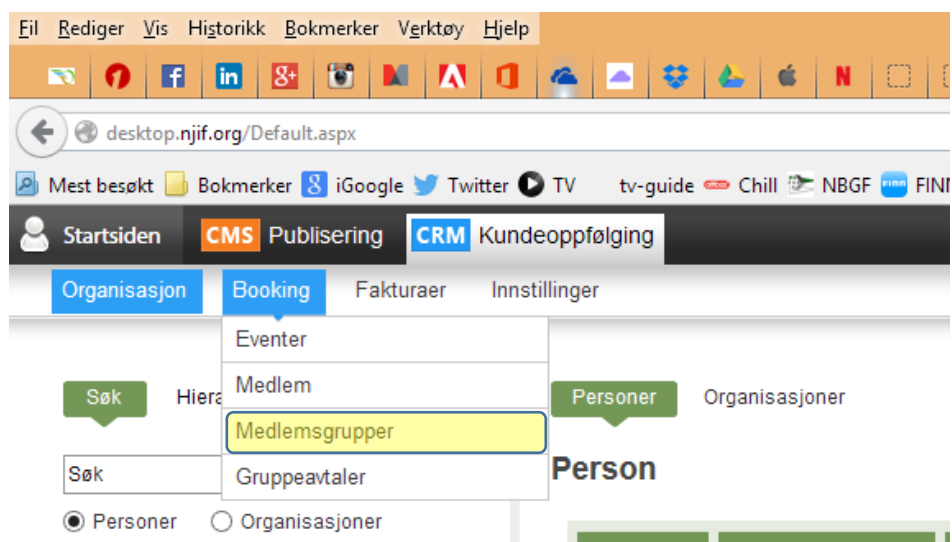 Fil Rediger Vis Historikk Bokmerker Verktøy Hjelp
desktop.njif.org/Default.aspx
Mest besøkt Bokmerker 8 iGoogle Twitter TV tv-guide Chill NBGF FINN
Startsiden CMS Publisering CRM Kundeoppfølging
Organisasjon Booking Fakturaer Innstillinger
Eventer
Søk Hiera Medlem Personer Organisasjoner
Medlemsgrupper
Søk Gruppeavtaler Person
Personer Organisasjoner